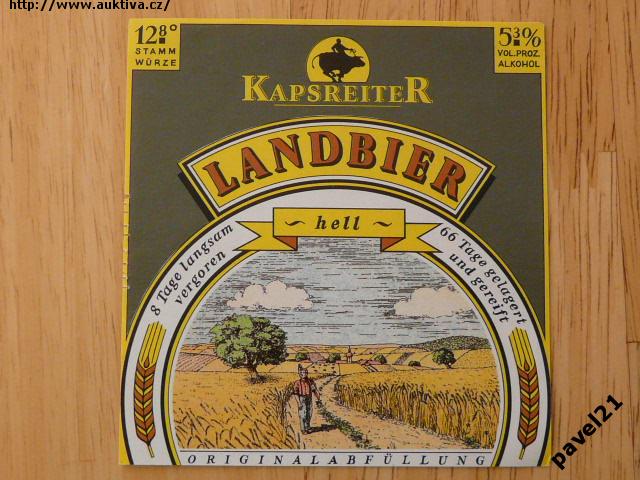 http://www.auktiva.cz/
12 8°
STAMM
WÜRZE
5.30%
VOL.PROZ.
ALKOHOL
KAPSREITER
LANDBIER
~ hell ~
8 Tage langsam
vergoren
66 Tage gelagert
und gereift
ORIGINALABFÜLLUNG
pavel21